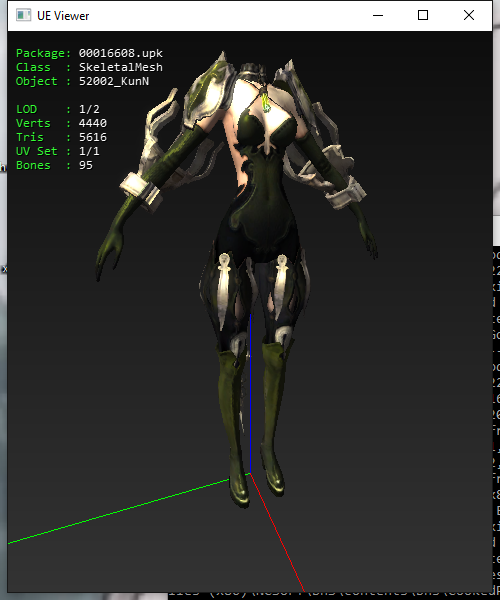 UE Viewer
Package: 00016608.upk
Class : SkeletalMesh
Object : 52002_KunN
LOD : 1/2
Verts : 4440
Tris : 5616
UV Set : 1/1
Bones : 95